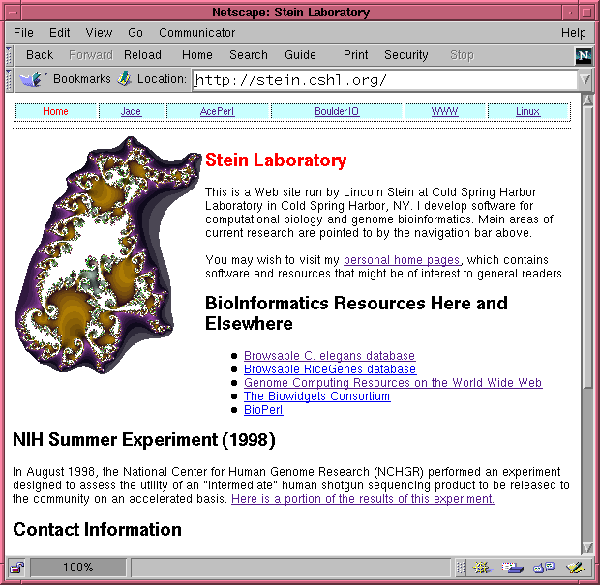 Netscape: Stein Laboratory
File Edit View Go Communicator Help
Back Forward Reload Home Search Guide Print Security Stop N
Bookmarks Location: http://stein.cshl.org/
Home Jace AcePerl BoulderIO WWW Linux
Stein Laboratory
This is a Web site run by Lincoln Stein at Cold Spring Harbor
Laboratory in Cold Spring Harbor, NY. I develop software for
computational biology and genome bioinformatics. Main areas of
current research are pointed to by the navigation bar above.
You may wish to visit my personal home pages, which contains
software and resources that might be of interest to general readers
BioInformatics Resources Here and
Elsewhere
Browsable C. elegans database
Browsable RiceGenes database
Genome Computing Resources on the World Wide Web
The Biowidgets Consortium
BioPerl
NIH Summer Experiment (1998)
In August 1998, the National Center for Human Genome Research (NCHGR) performed an experiment
designed to assess the utility of an "intermediate" human shotgun sequencing product to be released to
the community on an accelerated basis. Here is a portion of the results of this experiment.
Contact Information
100%